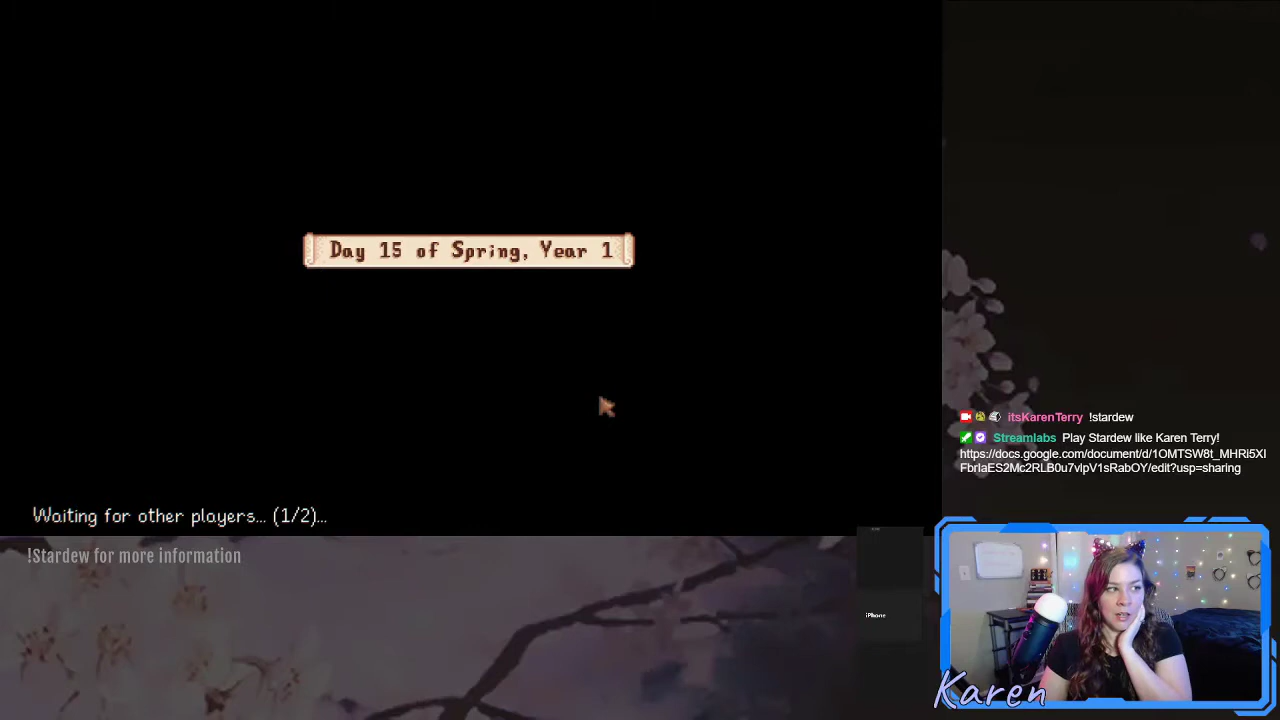 Day 15 of Spring, Year 1
Waiting for other players... (1/2)...
!Stardew for more information
itsKarenTerry !stardew
Streamlabs Play Stardew like Karen Terry!
https://docs.google.com/document/d/1OMTSW8t_MHRi5XI
FbrIaES2Mc2RLB0u7vlpV1sRabOY/edit?usp=sharing
iPhone
Karen